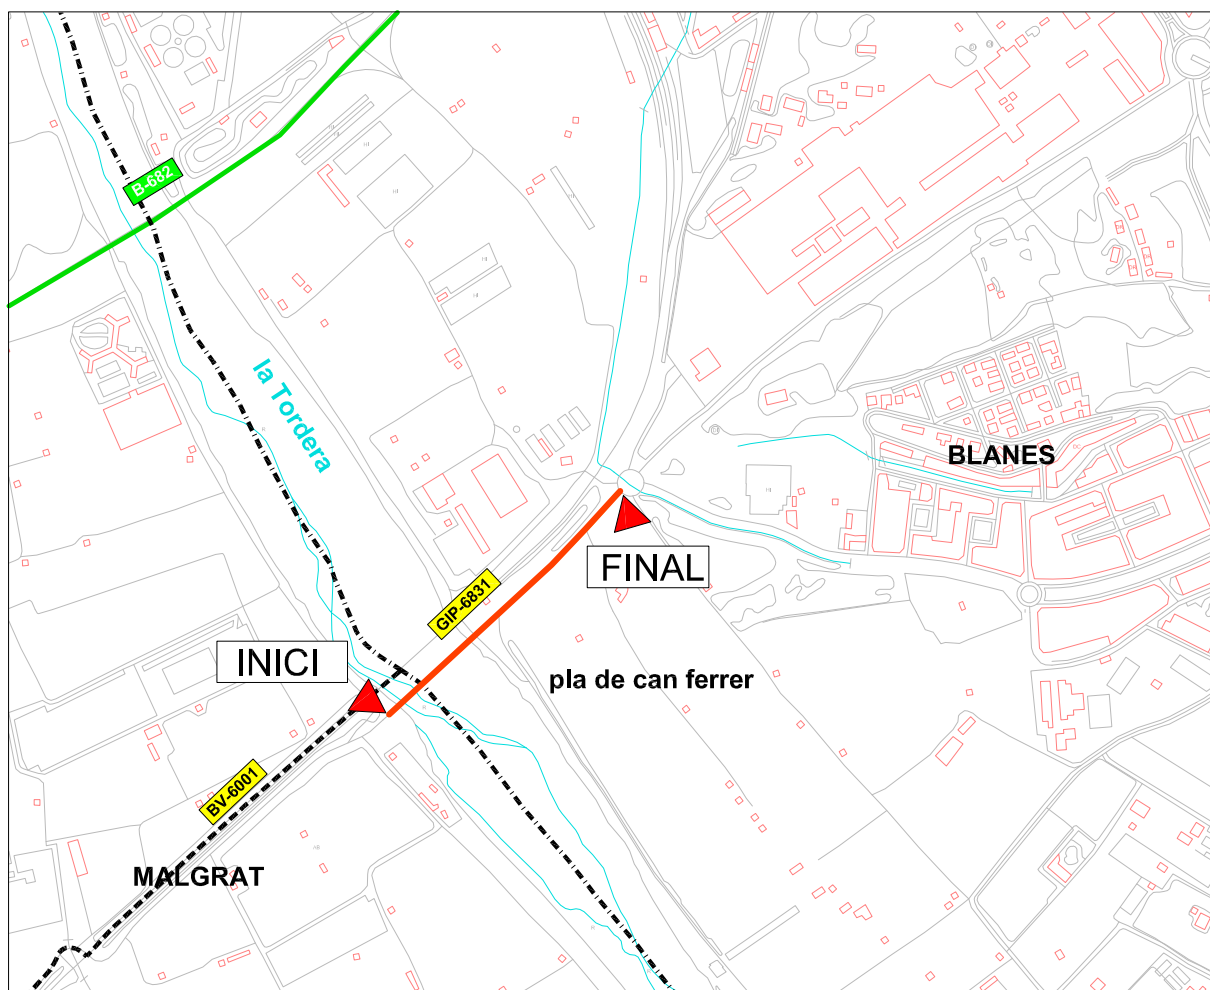 B-682
la Tordera
BLANES
FINAL
GIP-6831
INICI
pla de can ferrer
BV-6001
MALGRAT